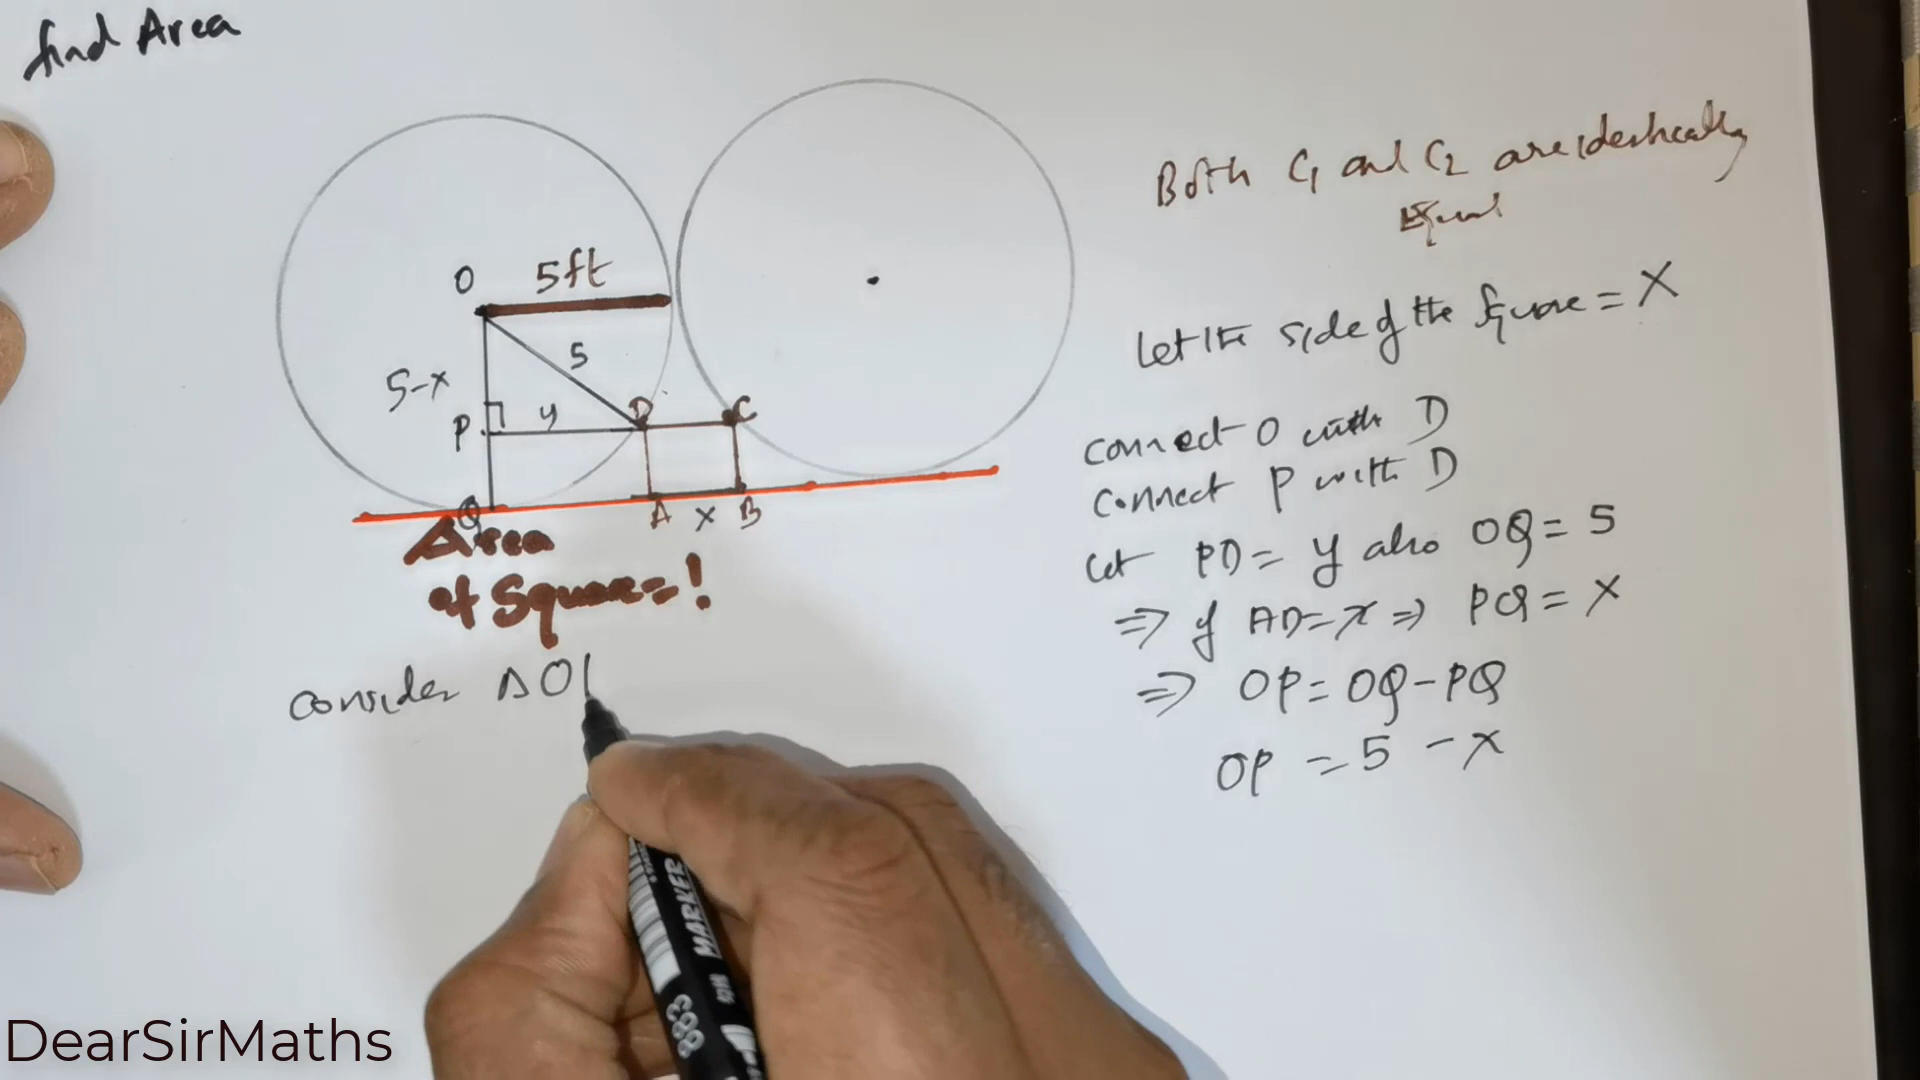 find Area
O 5ft
5
5-x
P y D C
Q A x B
Area
of Square=!
consider △O
Both C1 and C2 are identically
Equal
Let the side of the Square = X
connect O with D
Connect P with D
Let PD = y also OQ = 5
⇒ if AD = x ⇒ PQ = x
⇒ OP = OQ - PQ
OP = 5 - x
MARKER
883
DearSirMaths